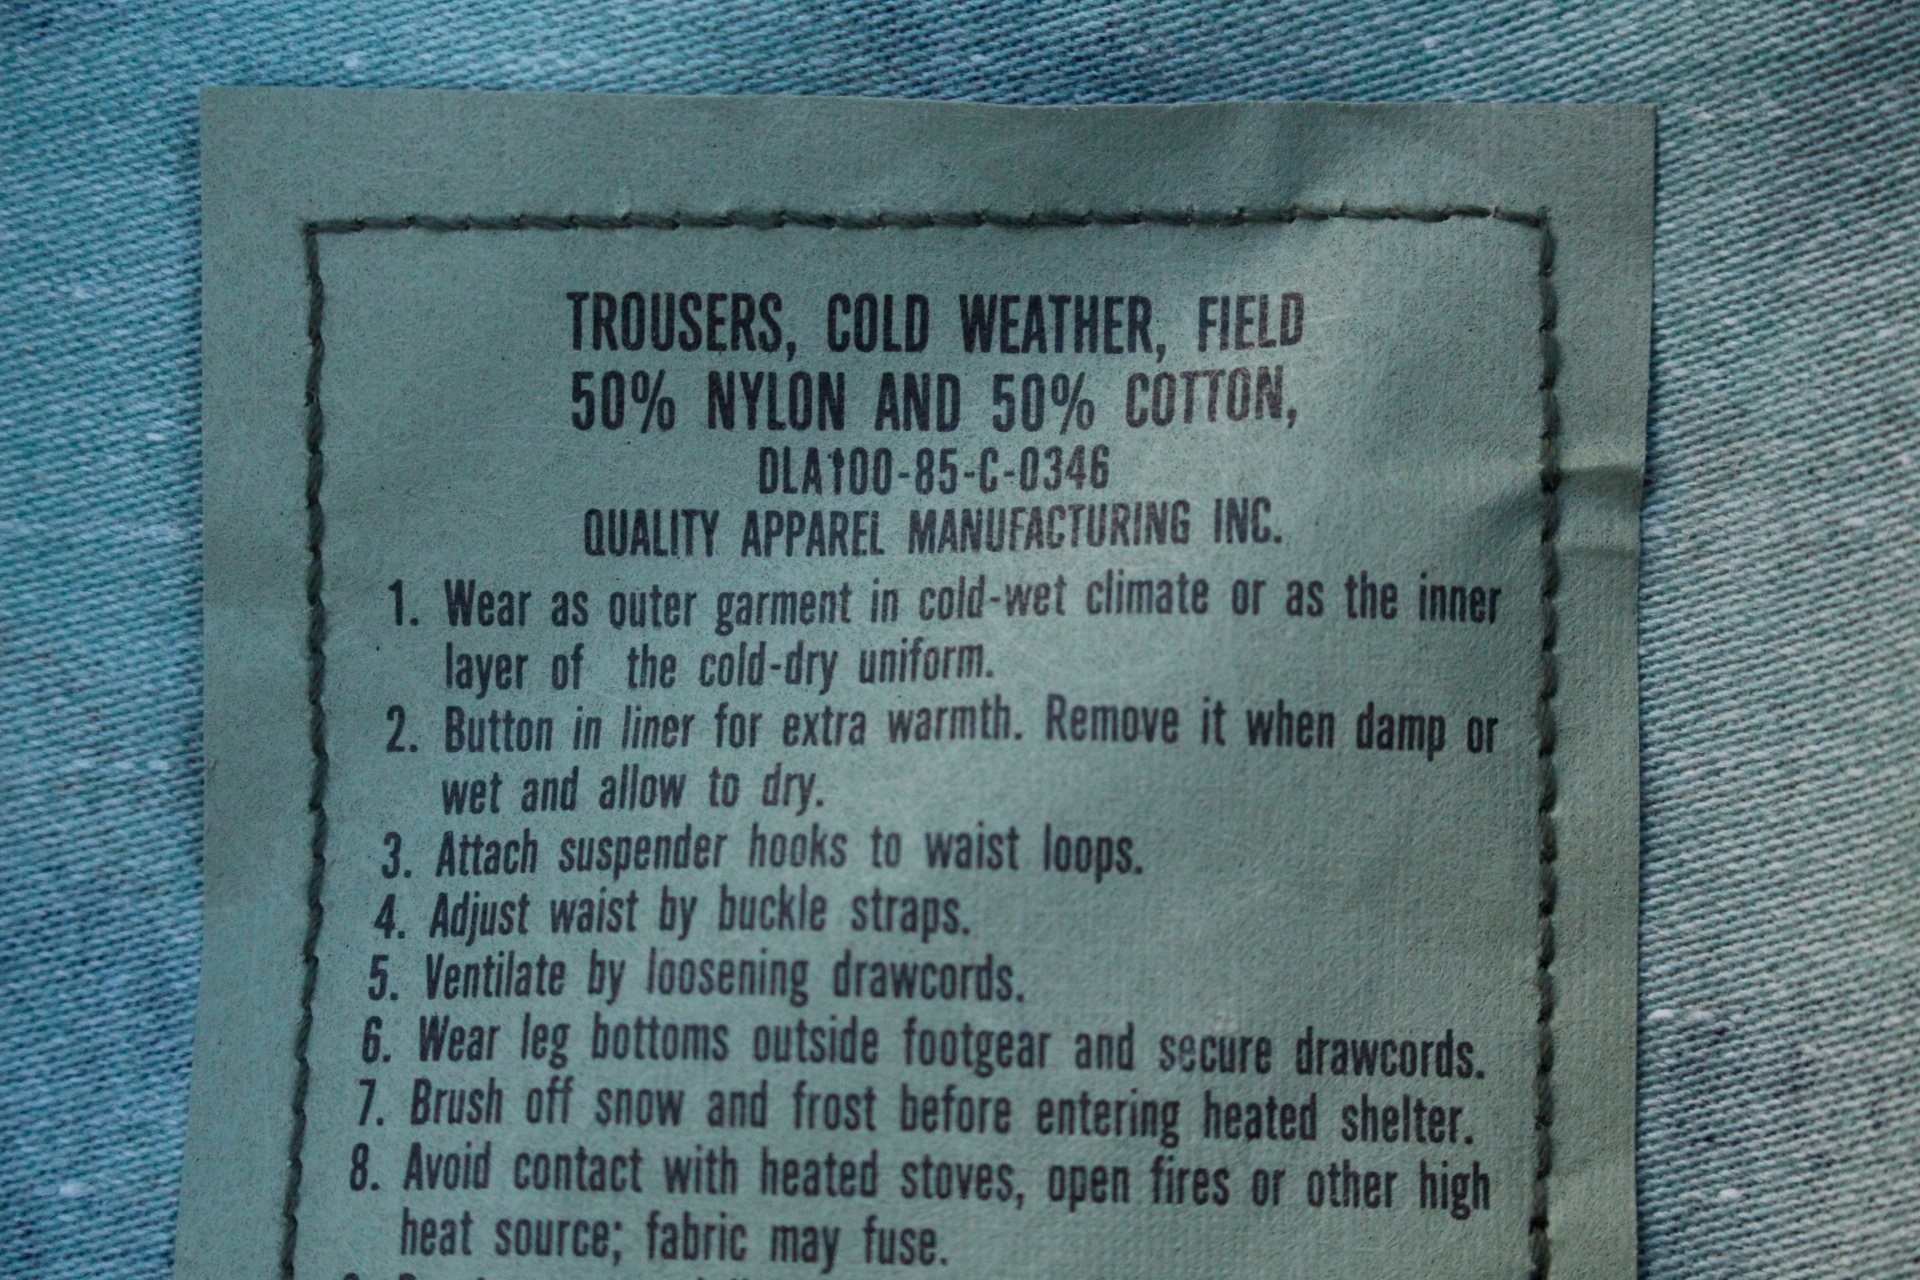 TROUSERS, COLD WEATHER, FIELD
50% NYLON AND 50% COTTON,
DLA100-85-C-0346
QUALITY APPAREL MANUFACTURING INC.
1. Wear as outer garment in cold-wet climate or as the inner
layer of the cold-dry uniform.
2. Button in liner for extra warmth. Remove it when damp or
wet and allow to dry.
3. Attach suspender hooks to waist loops.
4. Adjust waist by buckle straps.
5. Ventilate by loosening drawcords.
6. Wear leg bottoms outside footgear and secure drawcords.
7. Brush off snow and frost before entering heated shelter.
8. Avoid contact with heated stoves, open fires or other high
heat source; fabric may fuse.